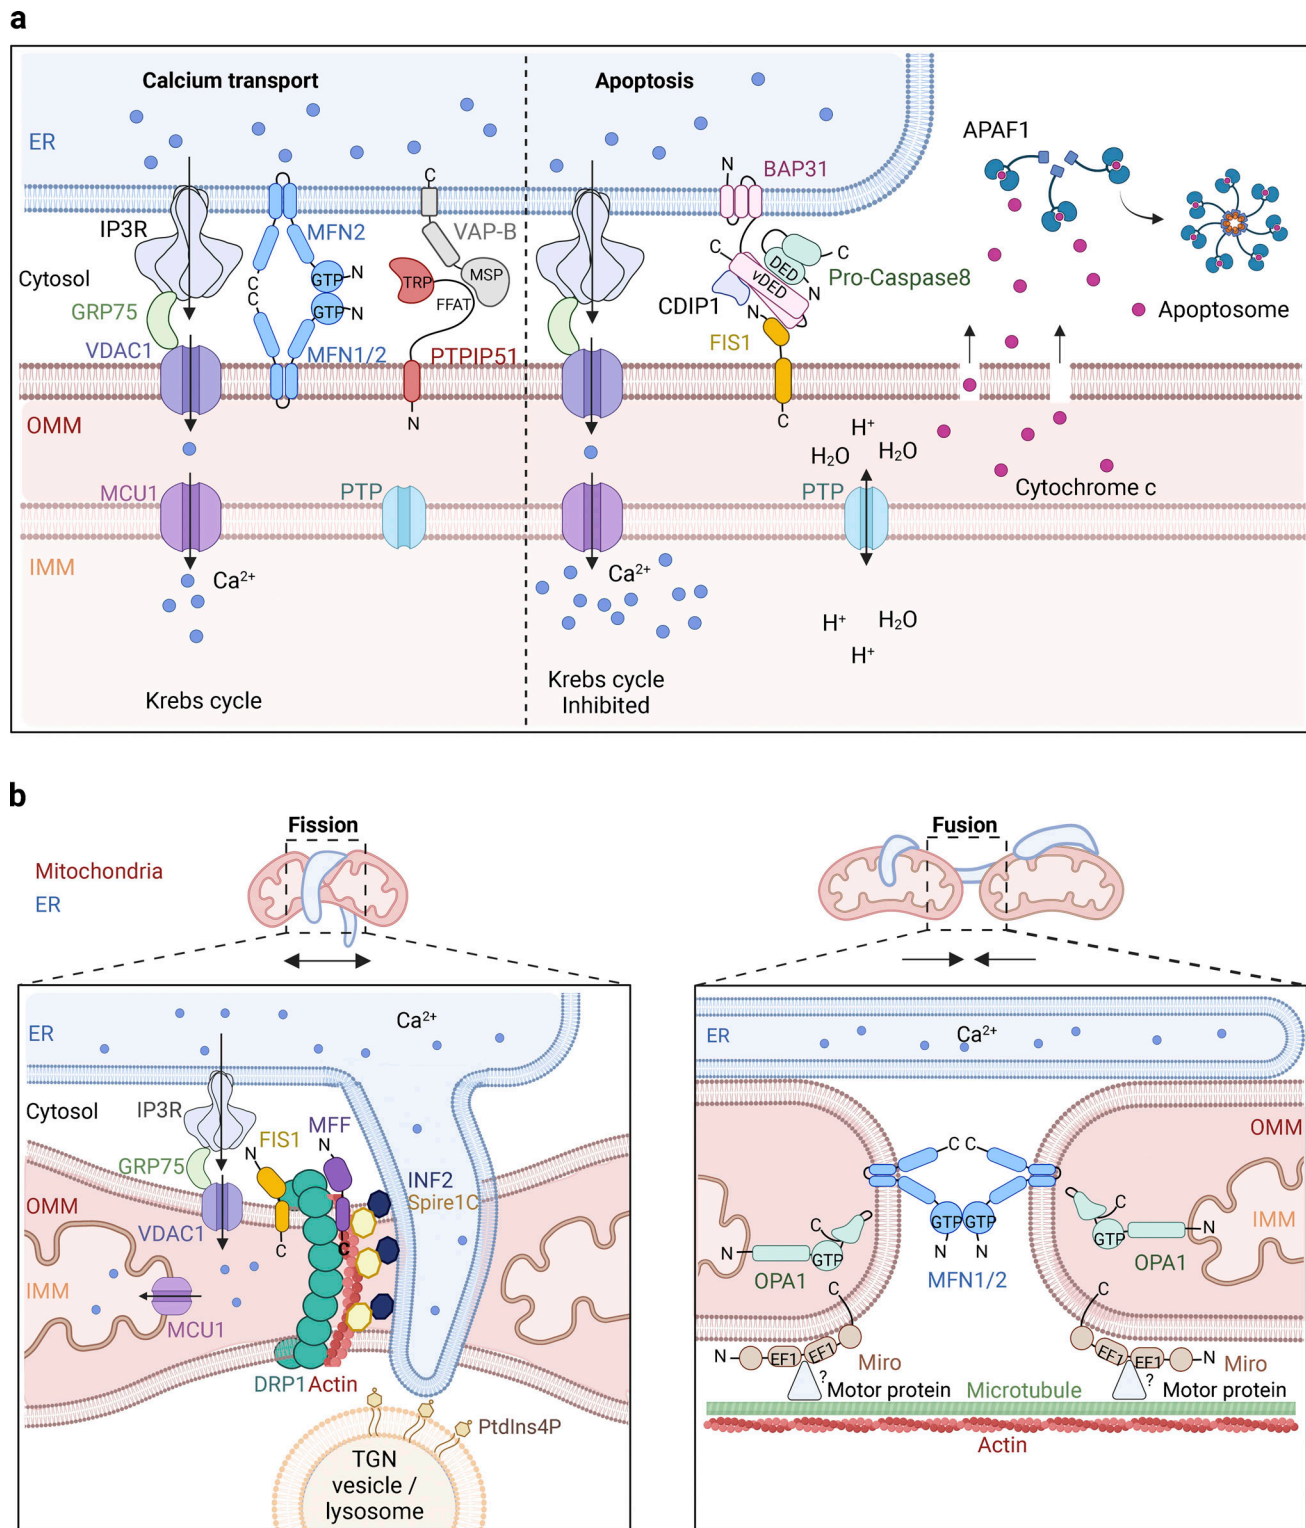 a
Calcium transport
Apoptosis
ER
APAF1
N
BAP31
C
IP3R
MFN2
VAP-B
Cytosol
C
C
GTP
N
GTP
N
TRP
MSP
FFAT
C
DED
C
vDED
N
Pro-Caspase8
CDIP1
N
GRP75
FIS1
Apoptosome
VDAC1
MFN1/2
PTPIP51
OMM
N
C
H+
H2O
H2O
MCU1
PTP
PTP
Cytochrome c
IMM
Ca2+
Ca2+
H+
H2O
H+
Krebs cycle
Krebs cycle
Inhibited
b
Fission
Fusion
Mitochondria
ER
ER
Ca2+
Cytosol
IP3R
FIS1
MFF
N
N
GRP75
INF2
Spire1C
OMM
VDAC1
C
C
IMM
MCU1
DRP1
Actin
PtdIns4P
TGN
vesicle /
lysosome
ER
Ca2+
OMM
C C
GTP
GTP
N
N
MFN1/2
C
N
GTP
OPA1
C
GTP
N
OPA1
IMM
C
N
EF1
EF1
Miro
?
Motor protein
EF1
EF1
N
Miro
?
Motor protein
Microtubule
Actin